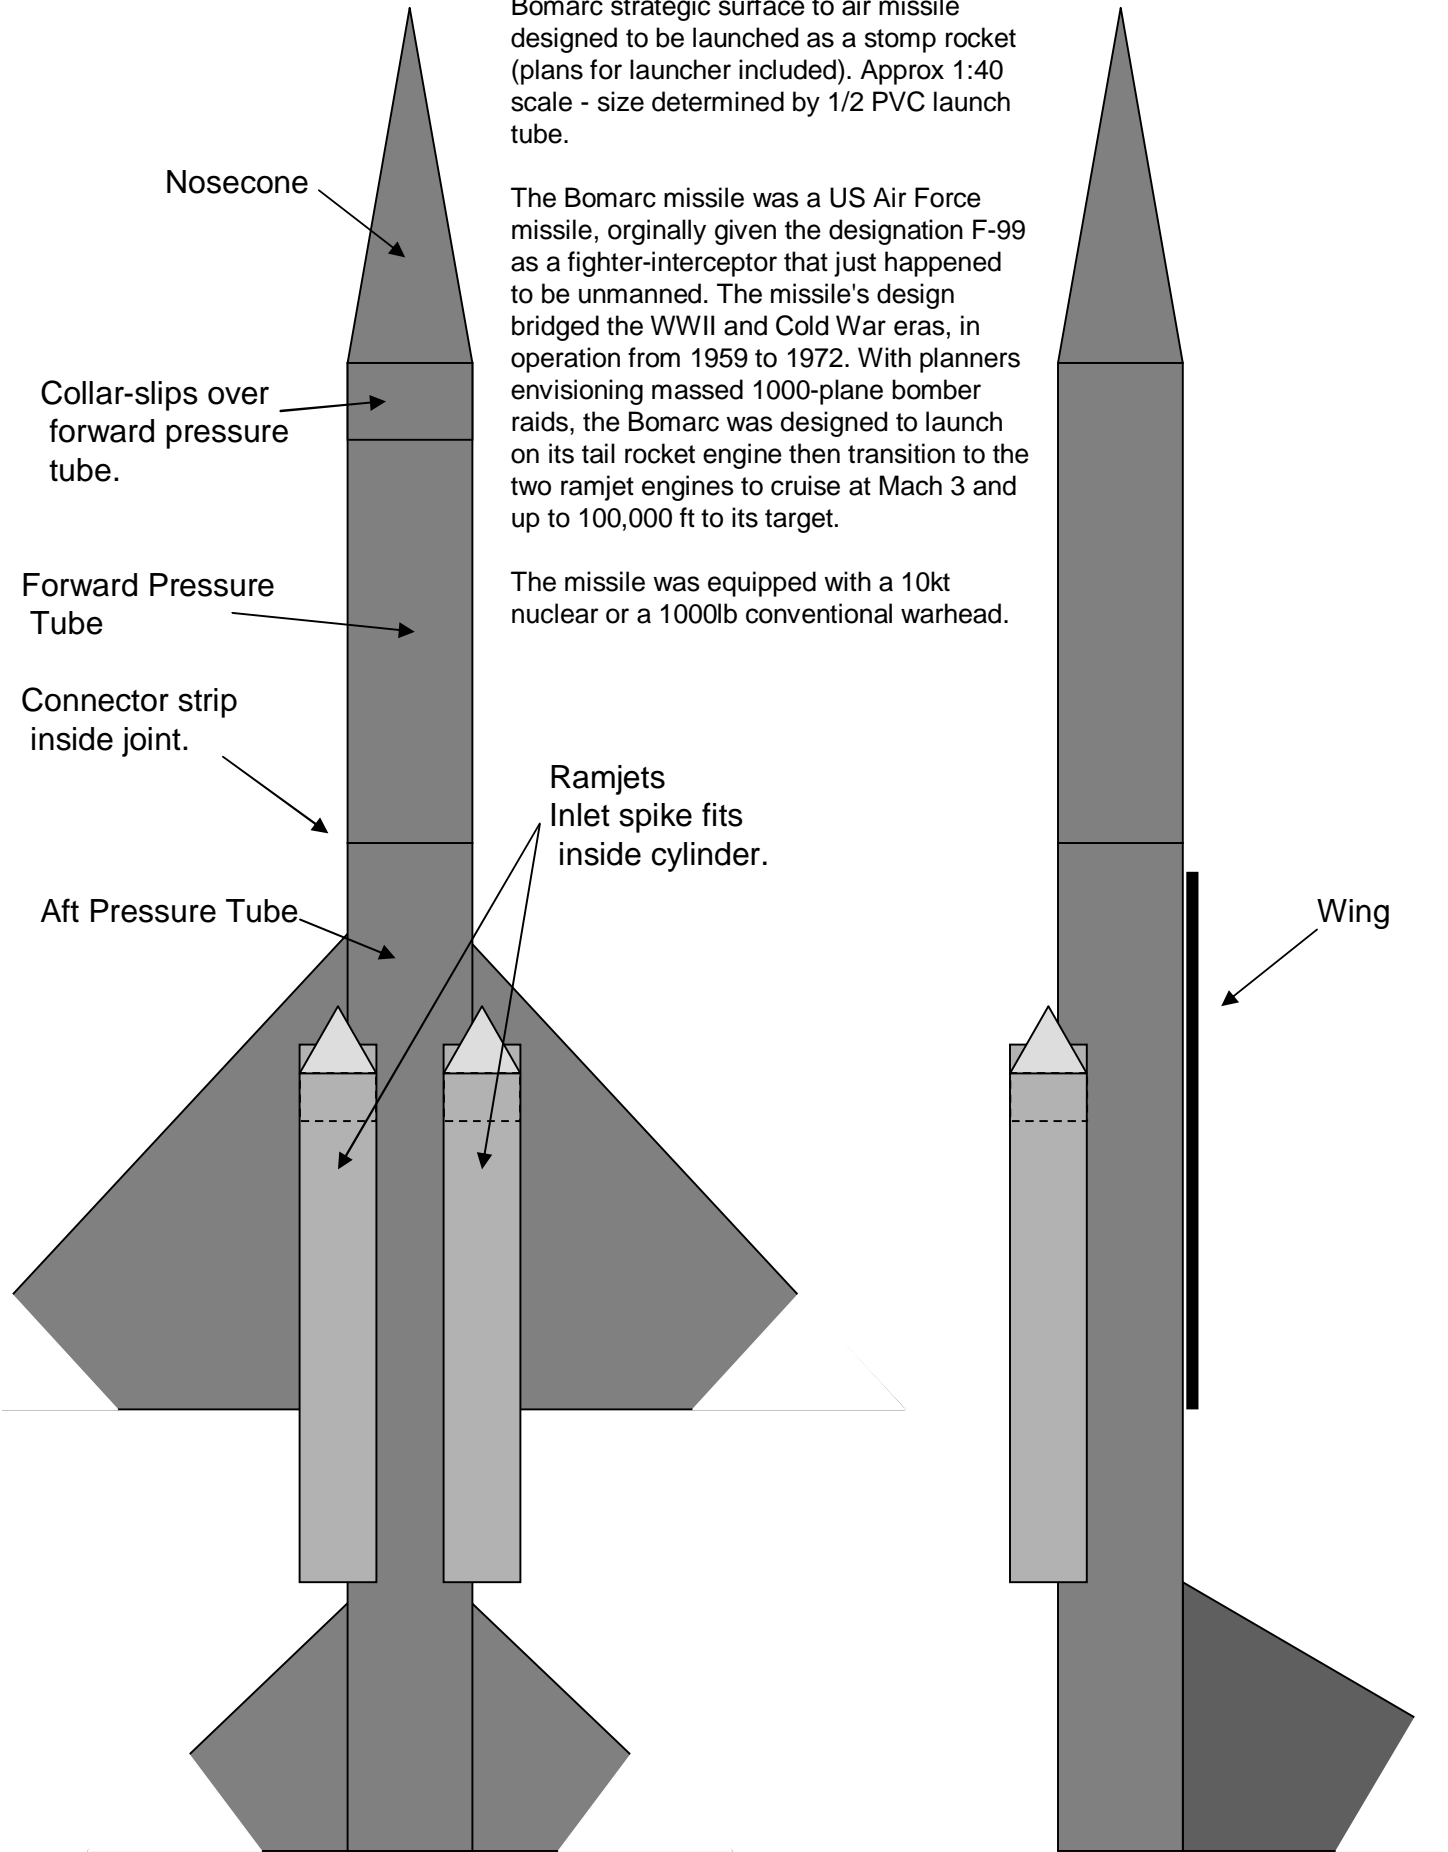 Bomarc strategic surface to air missile
designed to be launched as a stomp rocket
(plans for launcher included). Approx 1:40
scale - size determined by 1/2 PVC launch
tube.
The Bomarc missile was a US Air Force
missile, orginally given the designation F-99
as a fighter-interceptor that just happened
to be unmanned. The missile's design
bridged the WWII and Cold War eras, in
operation from 1959 to 1972. With planners
envisioning massed 1000-plane bomber
raids, the Bomarc was designed to launch
on its tail rocket engine then transition to the
two ramjet engines to cruise at Mach 3 and
up to 100,000 ft to its target.
The missile was equipped with a 10kt
nuclear or a 1000lb conventional warhead.
Nosecone
Collar-slips over
forward pressure
tube.
Forward Pressure
Tube
Connector strip
inside joint.
Ramjets
Inlet spike fits
inside cylinder.
Aft Pressure Tube
Wing